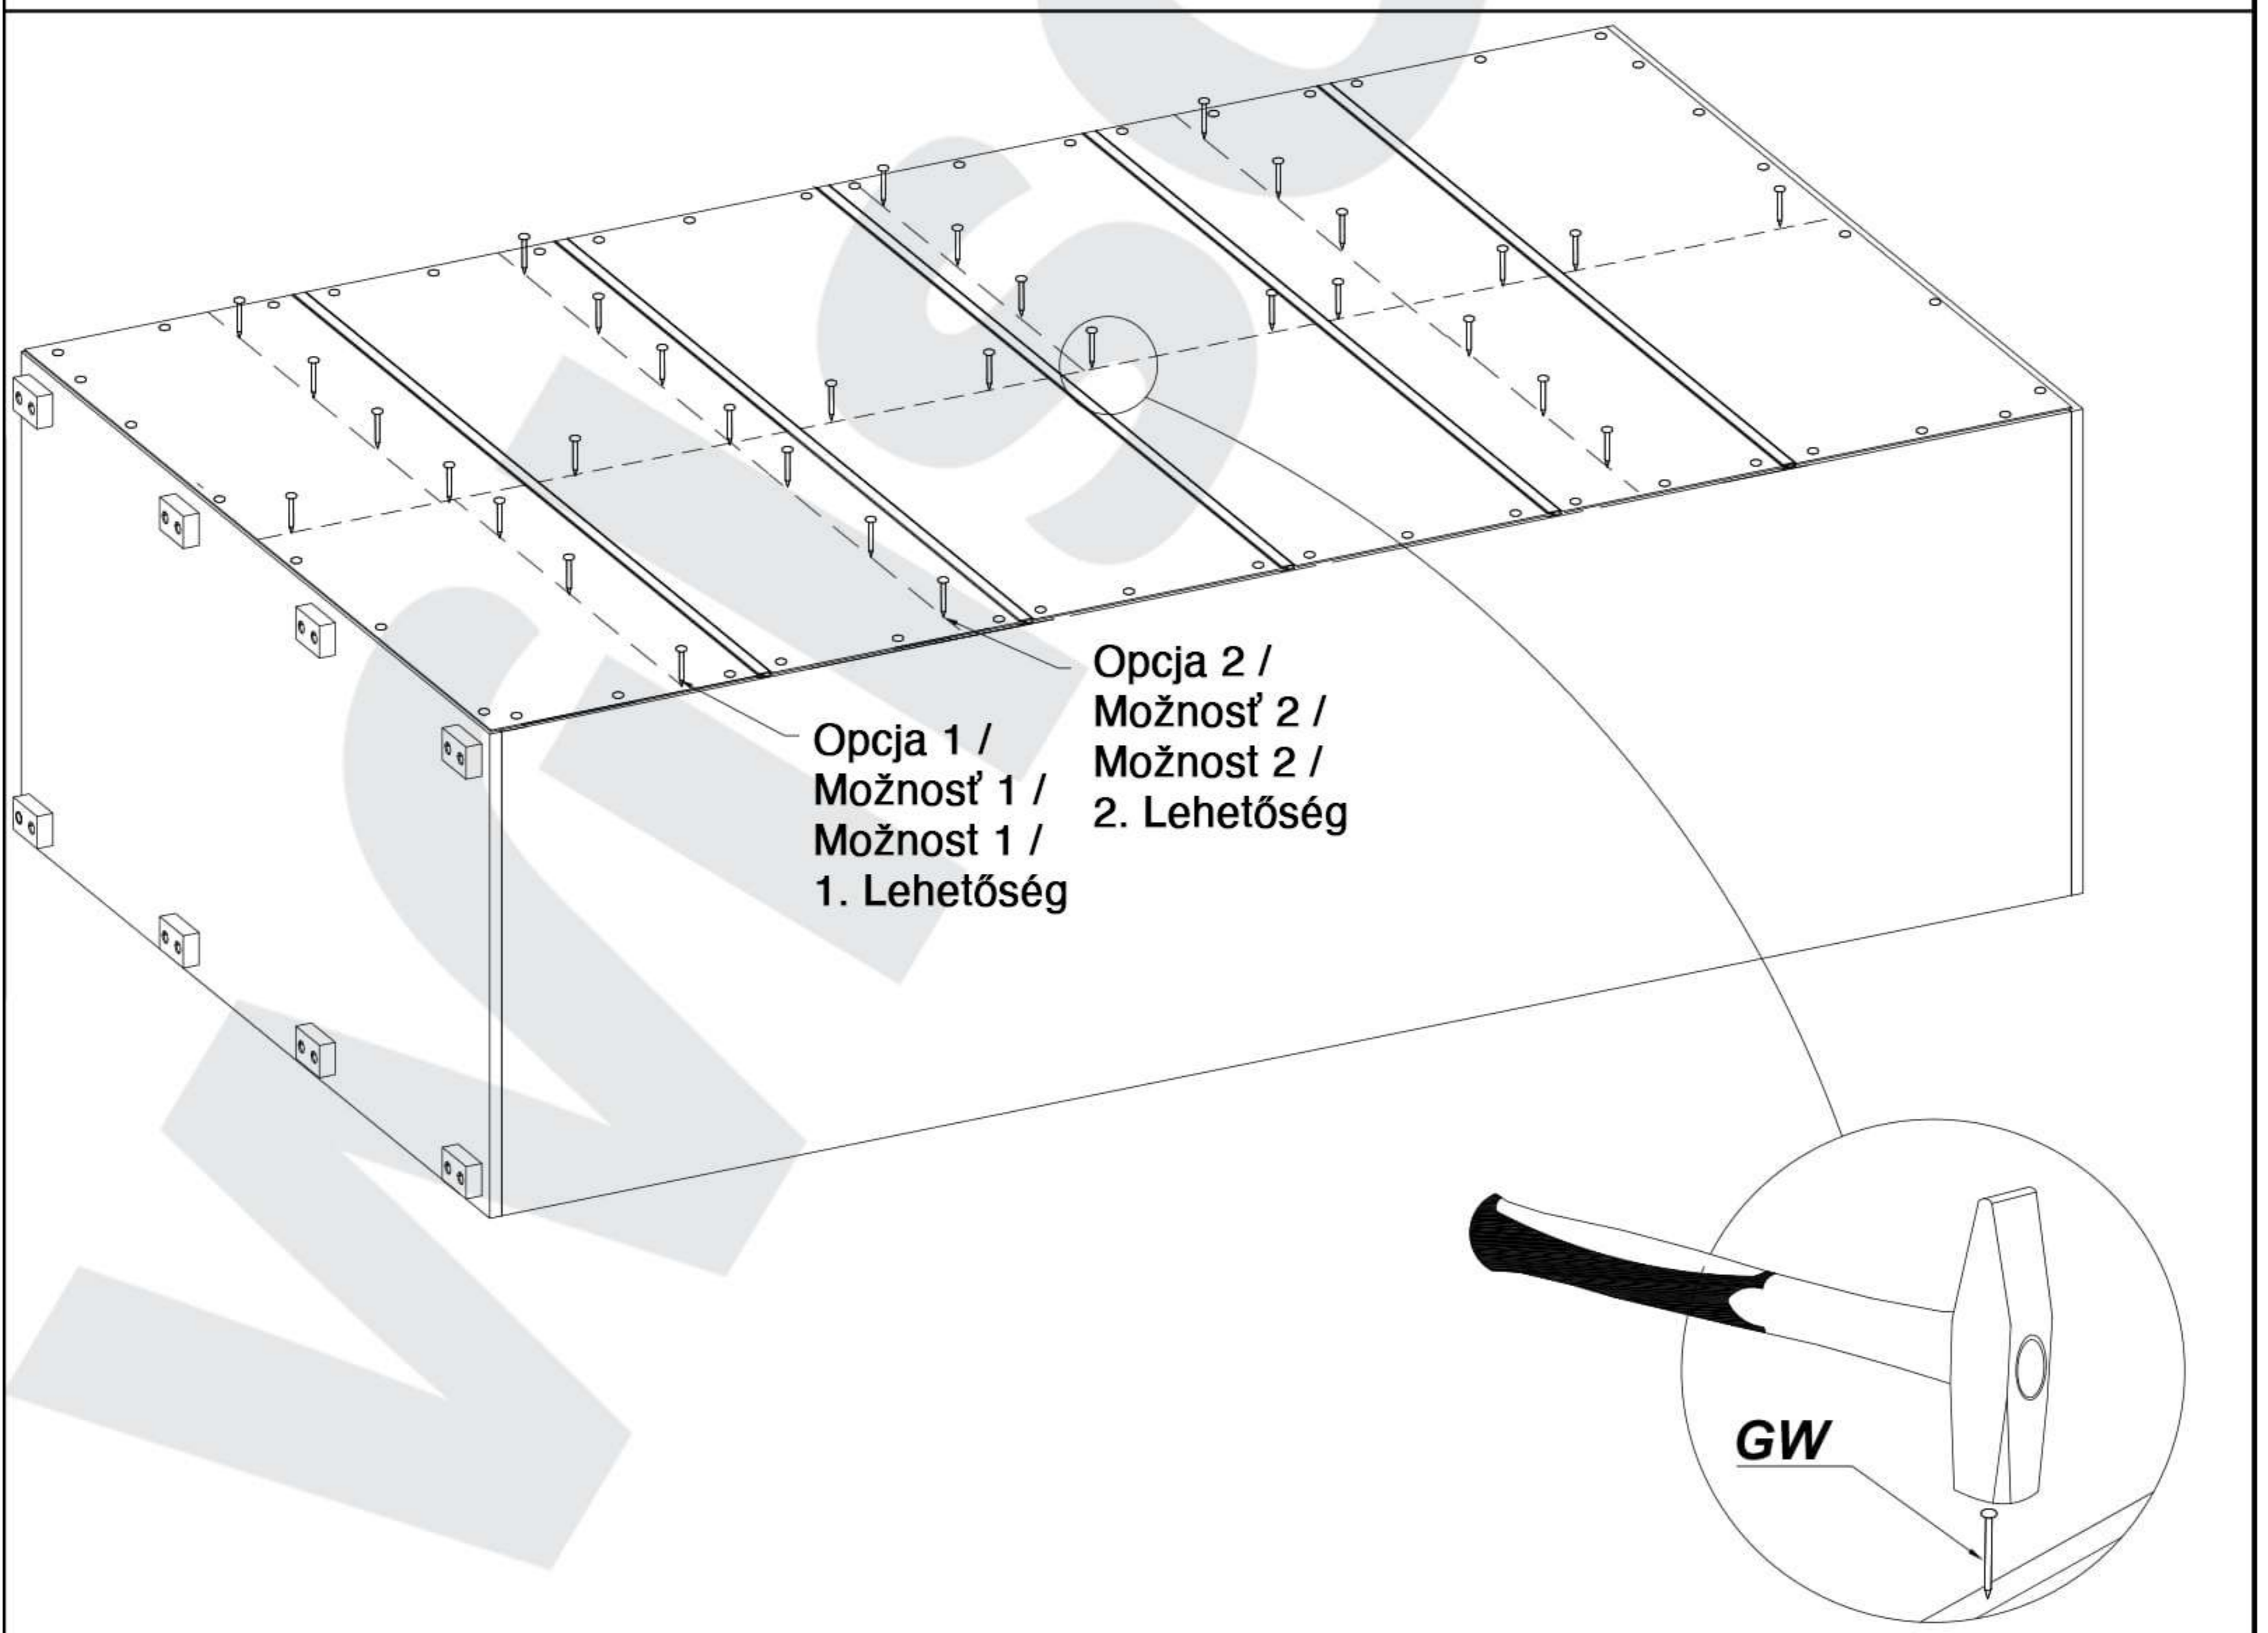 Opcja 1 /
Možnosť 1 /
Možnost 1 /
1. Lehetőség
Opcja 2 /
Možnosť 2 /
Možnost 2 /
2. Lehetőség
GW